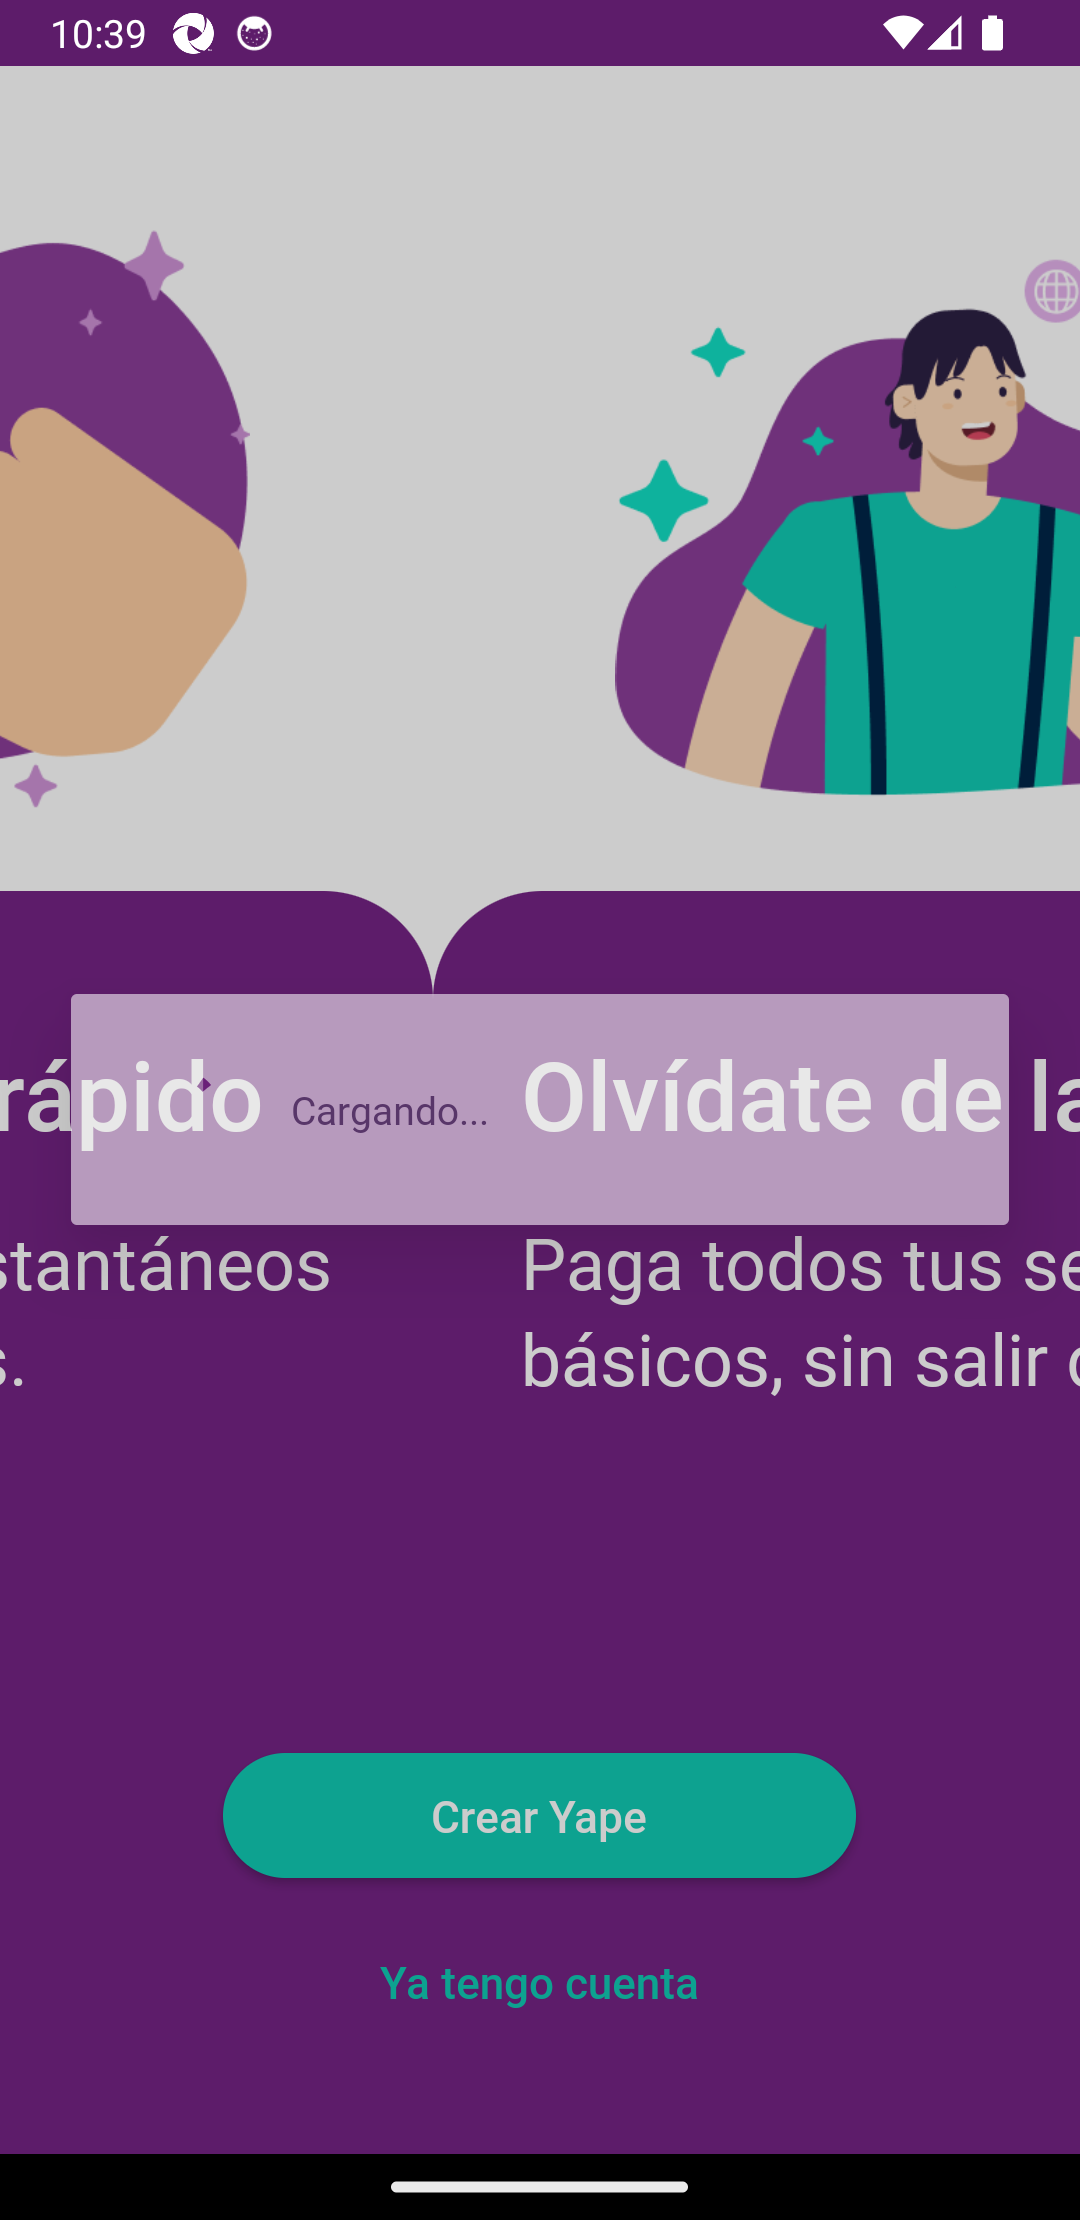 10:39
rápido
Cargando...
Olvídate de la
stantáneos
s.
Paga todos tus se
básicos, sin salir
Crear Yape
Ya tengo cuenta